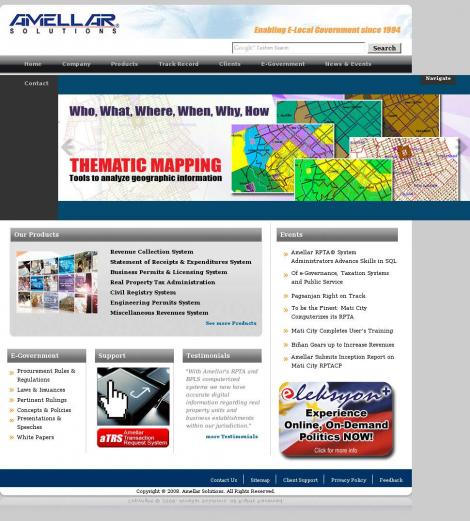 AMELLAR
SOLUTIONS
Enabling E-Local Government since 1994
Google™ Custom Search
Search
Home Company Products Track Record Clients E-Government News & Events
Contact
Navigate
Who, What, Where, When, Why, How
THEMATIC MAPPING
Tools to analyze geographic information
Our Products
Revenue Collection System
Statement of Receipts & Expenditures System
Business Permits & Licensing System
Real Property Tax Administration
Civil Registry System
Engineering Permits System
Miscellaneous Revenues System
See more Products
Events
Amellar RPTA® System
Administrators Advance Skills in SQL
Of e-Governance, Taxation Systems
and Public Service
Pagsanjan Right on Track
To be the Finest: Mati City
Computerizes its RPTA
Mati City Completes User's Training
Biñan Gears up to Increase Revenues
Amellar Submits Inception Report on
Mati City RPTACP
E-Government
Procurement Rules &
Regulations
Laws & Issuances
Pertinent Rulings
Concepts & Policies
Presentations &
Speeches
White Papers
Support
aTRS
Amellar
Transaction
Request System
Testimonials
"With Amellar's RPTA and
BPLS computerized
systems we now have
accurate digital
information regarding real
property units and
business establishments
within our jurisdiction."
more Testimonials
eleksyon+
Experience
Online, On-Demand
Politics NOW!
Click for more info
Contact Us Sitemap Client Support Privacy Policy Feedback
Copyright © 2008. Amellar Solutions. All Rights Reserved.